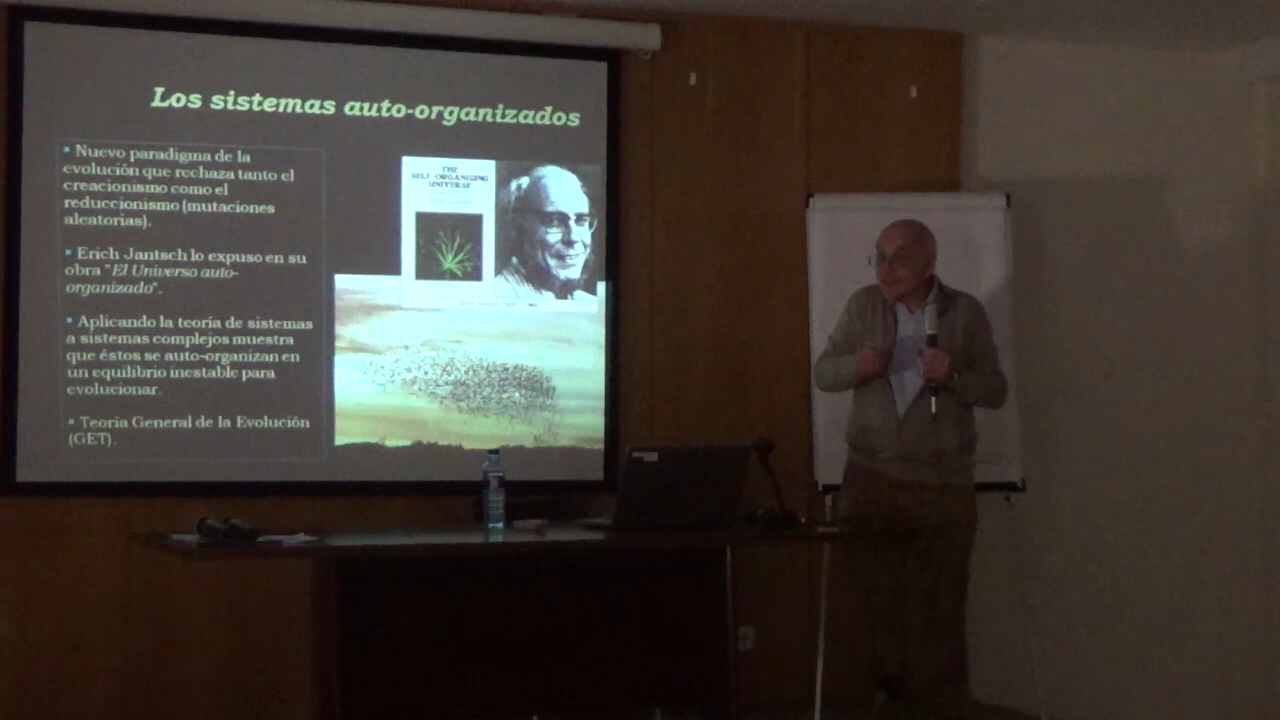 Los sistemas auto-organizados
▪ Nuevo paradigma de la
evolución que rechaza tanto el
creacionismo como el
reduccionismo (mutaciones
aleatorias).
▪ Erich Jantsch lo expuso en su
obra "El Universo auto-
organizado".
▪ Aplicando la teoría de sistemas
a sistemas complejos muestra
que éstos se auto-organizan en
un equilibrio inestable para
evolucionar.
▪ Teoría General de la Evolución
(GET).
THE
SELF-ORGANIZING
UNIVERSE